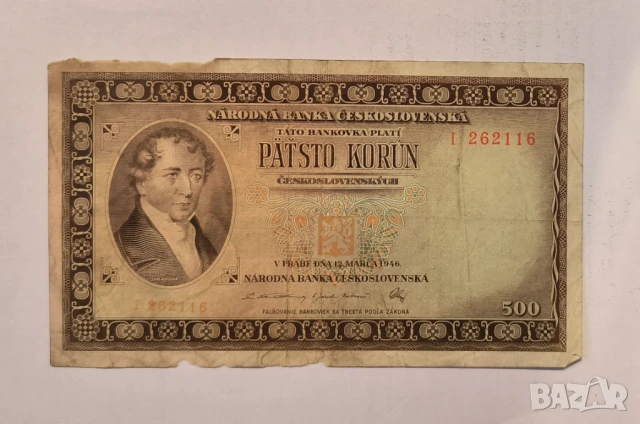 NÁRODNÁ BANKA ČESKOSLOVENSKÁ
TÁTO BANKOVKA PLATÍ
I 262116
PÄŤSTO KORÚN
ČESKOSLOVENSKÝCH
V PRAHE DŇA 12. MARCA 1946.
NÁRODNÁ BANKA ČESKOSLOVENSKÁ
I 262116
500
FALŠOVANIE BANKOVIEK SA TRESTÁ PODĽA ZÁKONA
BAZAR
bg